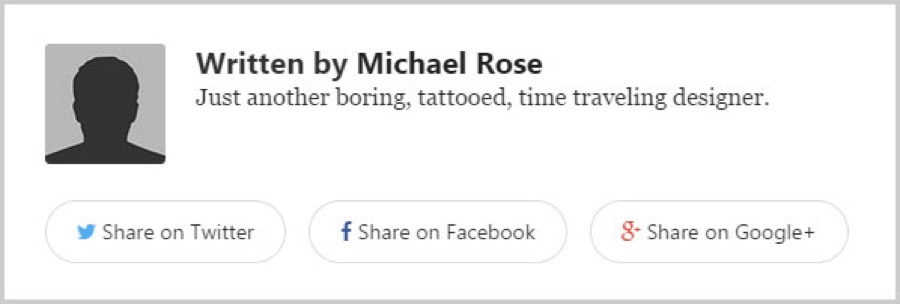 Written by Michael Rose
Just another boring, tattooed, time traveling designer.
Share on Twitter
Share on Facebook
Share on Google+